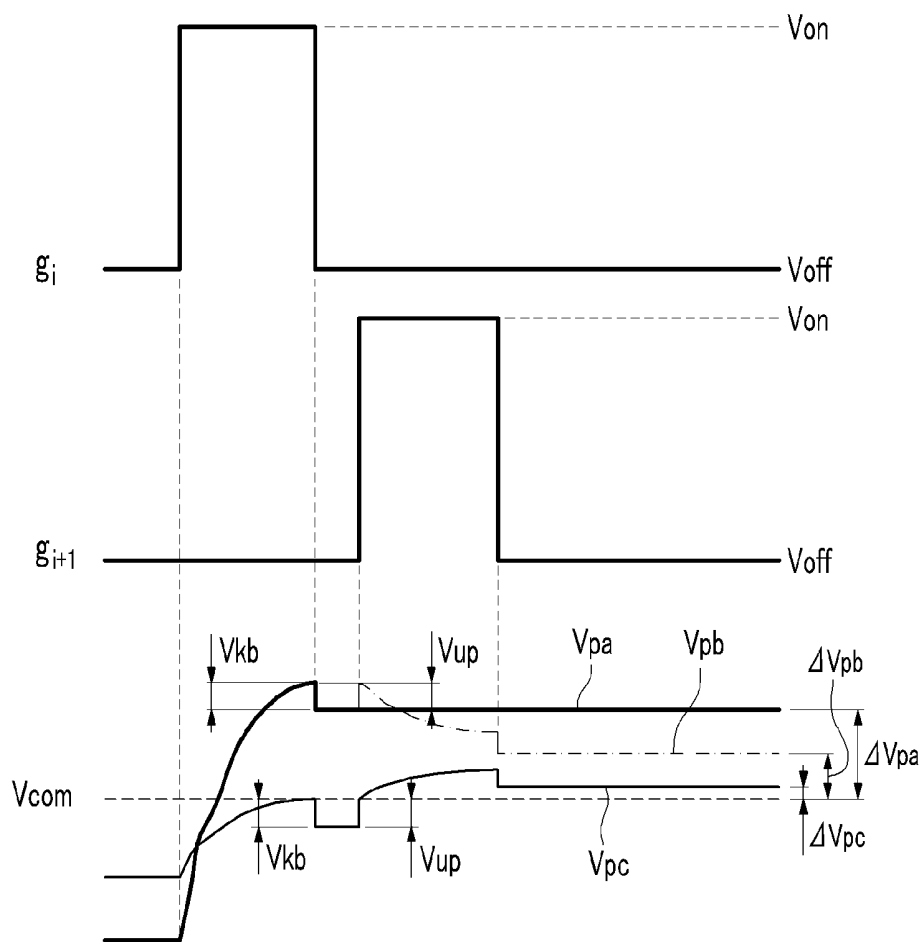 Von
gi
Voff
Von
gi+1
Voff
Vkb
Vup
Vpa
Vpb
ΔVpb
ΔVpa
Vcom
Vkb
Vup
Vpc
ΔVpc